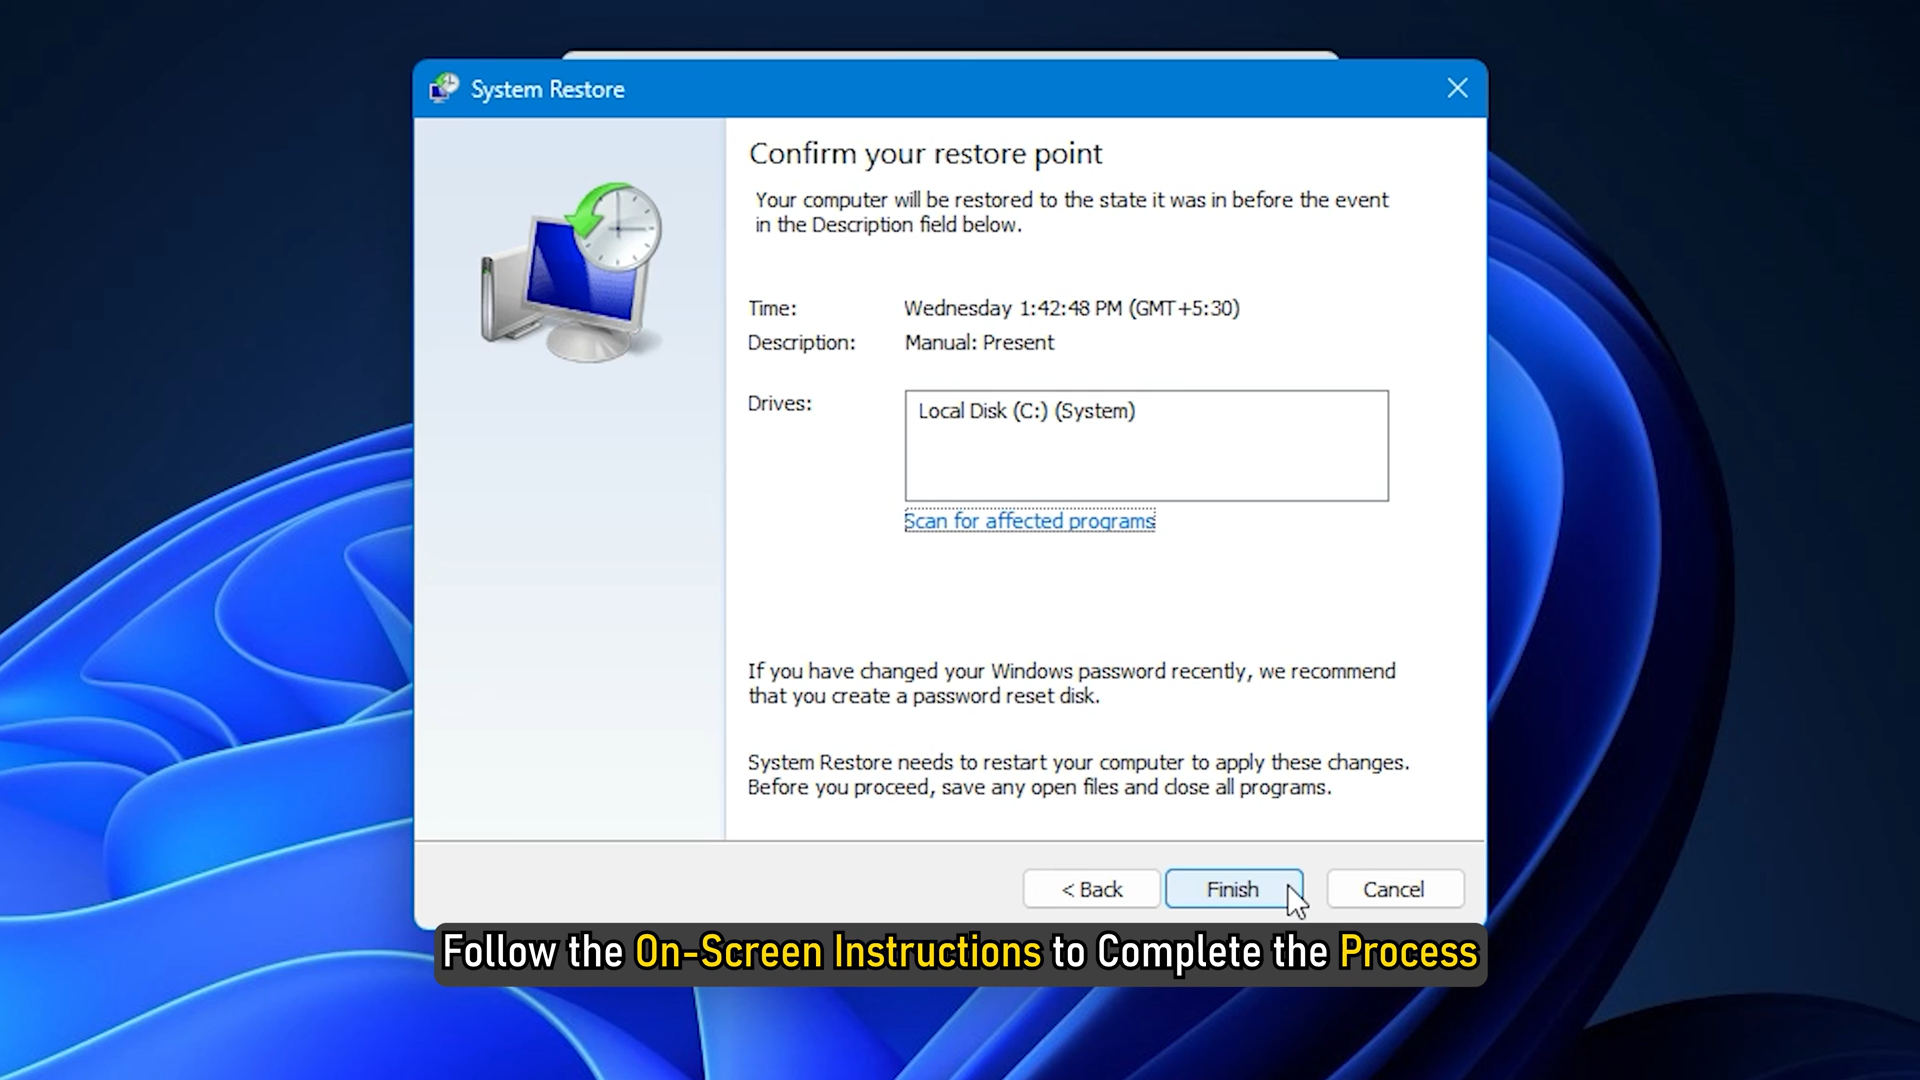 System Restore
Confirm your restore point
Your computer will be restored to the state it was in before the event
in the Description field below.
Time: Wednesday 1:42:48 PM (GMT+5:30)
Description: Manual: Present
Drives: Local Disk (C:) (System)
Scan for affected programs
If you have changed your Windows password recently, we recommend
that you create a password reset disk.
System Restore needs to restart your computer to apply these changes.
Before you proceed, save any open files and close all programs.
< Back Finish Cancel
Follow the On-Screen Instructions to Complete the Process